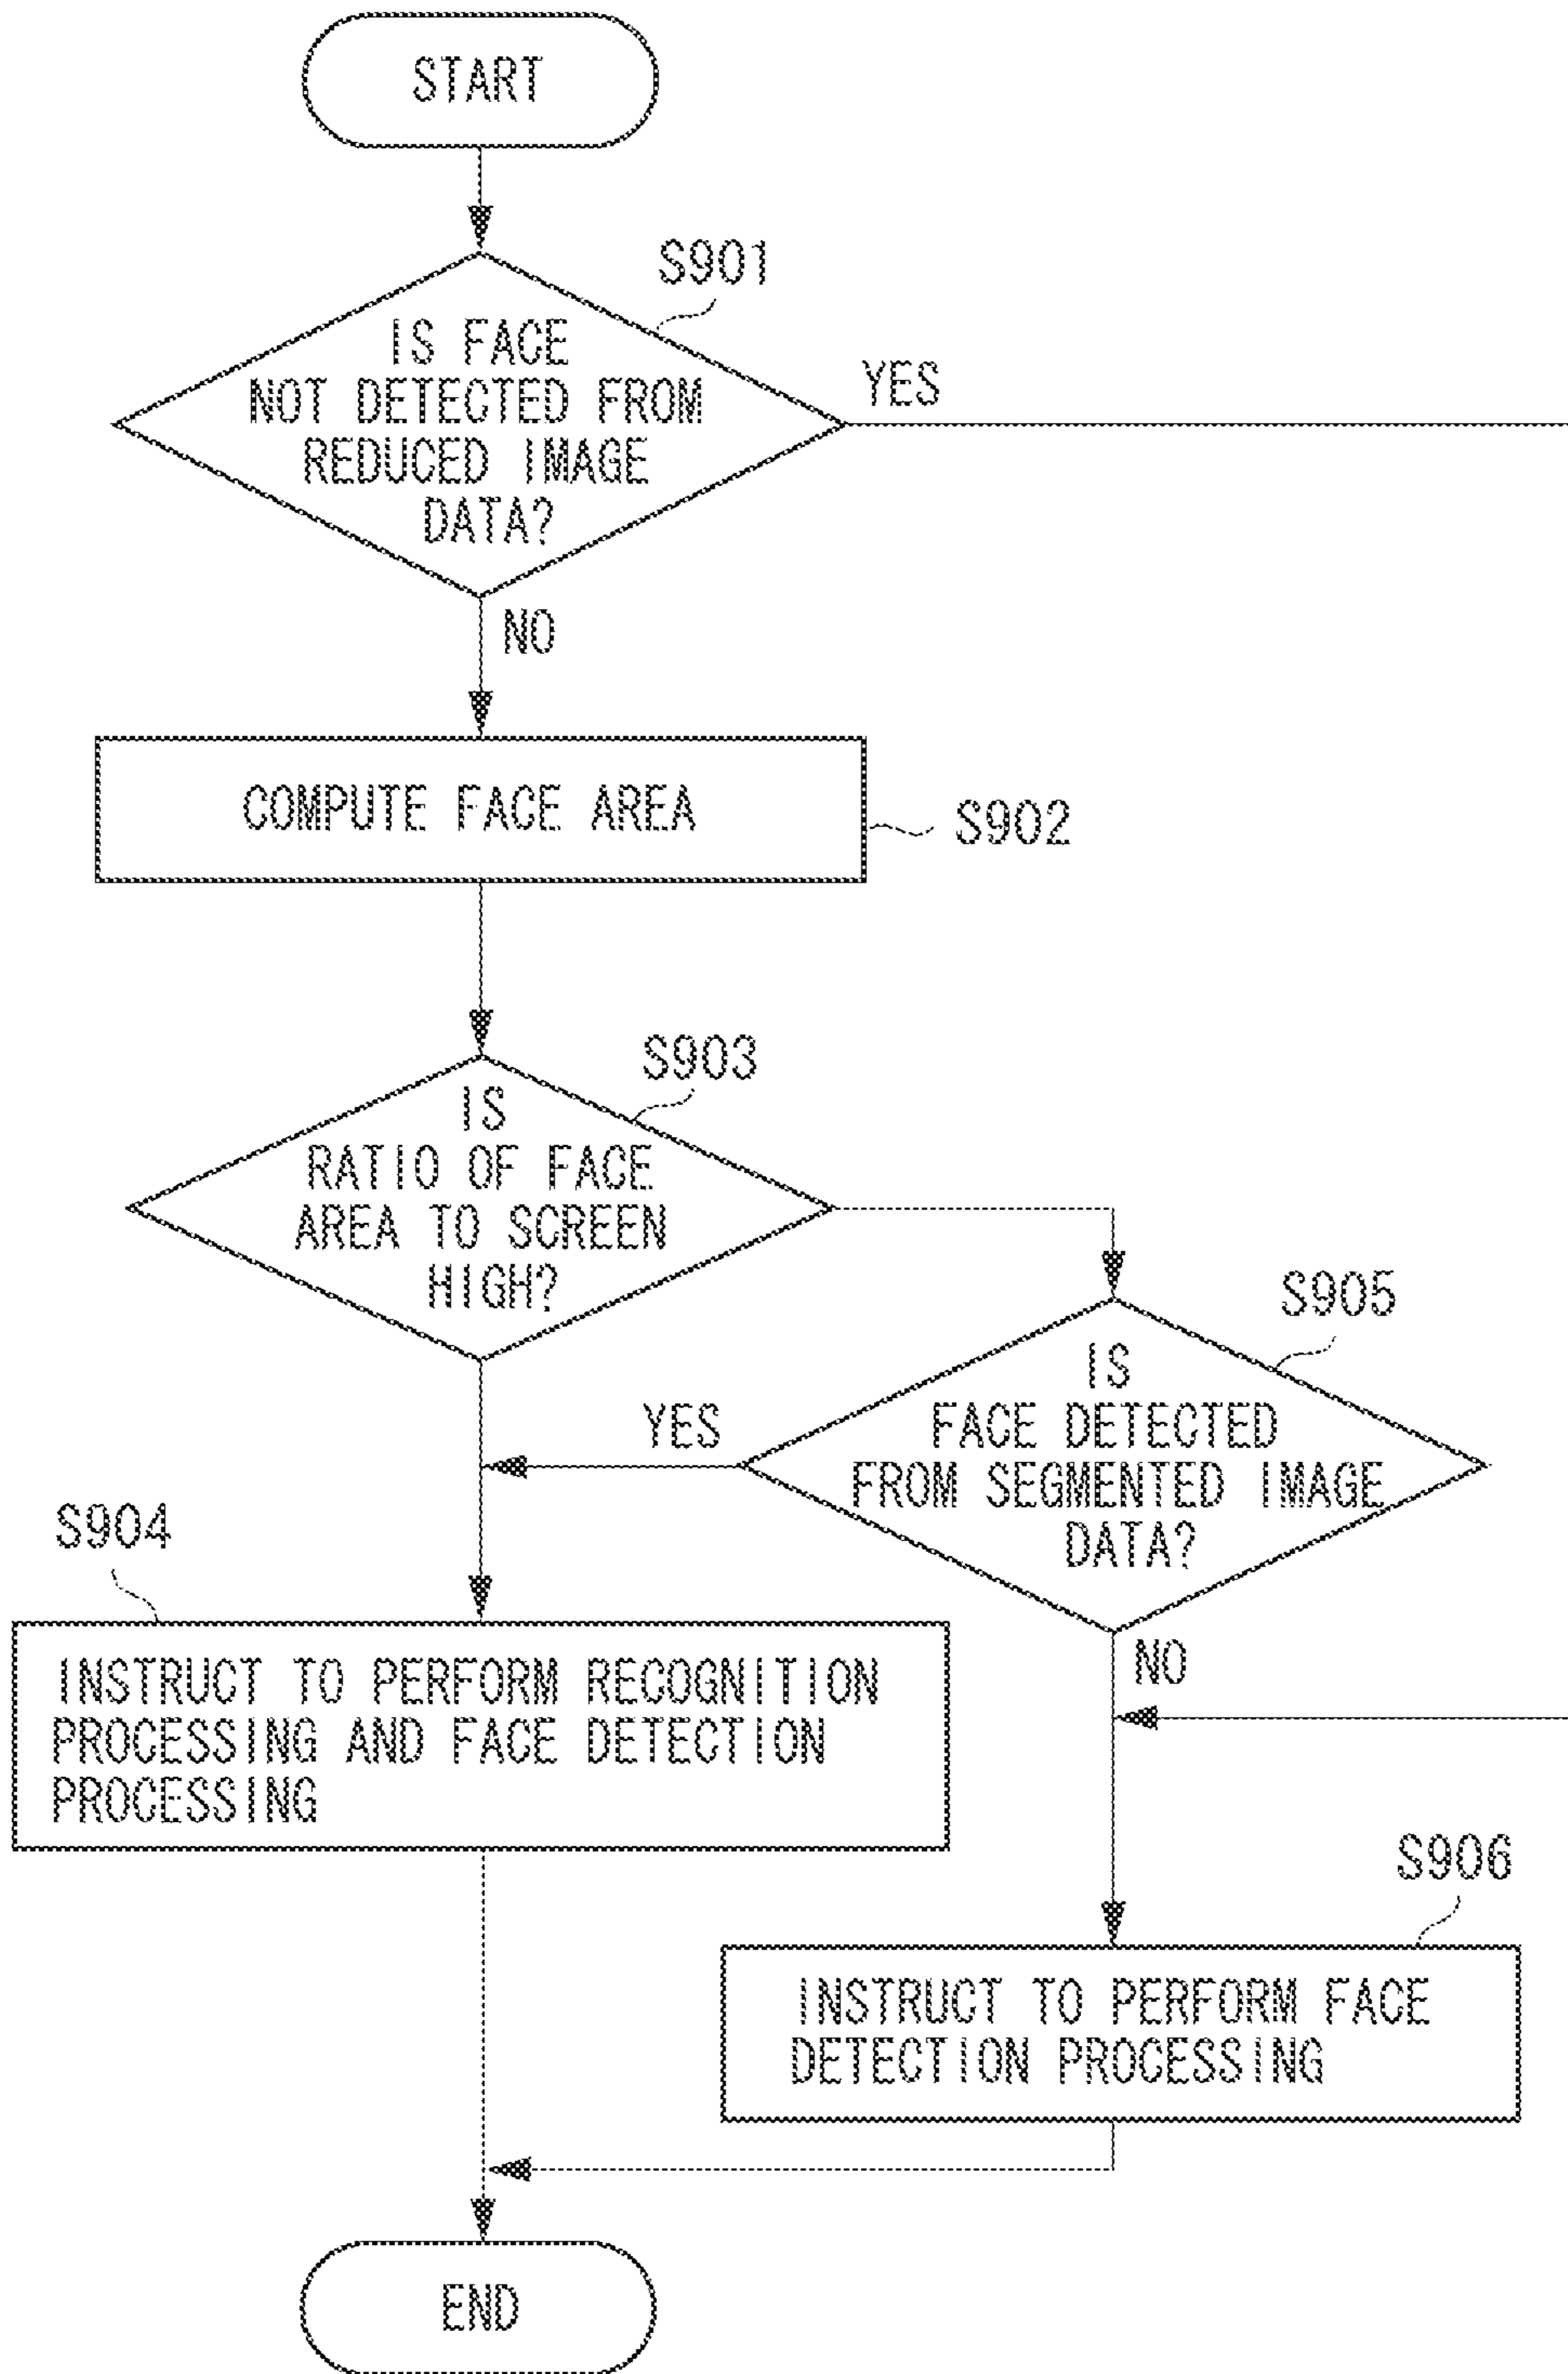 START
S901
IS FACE
NOT DETECTED FROM
REDUCED IMAGE
DATA?
YES
NO
COMPUTE FACE AREA
S902
S903
IS
RATIO OF FACE
AREA TO SCREEN
HIGH?
S905
IS
FACE DETECTED
FROM SEGMENTED IMAGE
DATA?
YES
NO
S904
INSTRUCT TO PERFORM RECOGNITION
PROCESSING AND FACE DETECTION
PROCESSING
S906
INSTRUCT TO PERFORM FACE
DETECTION PROCESSING
END